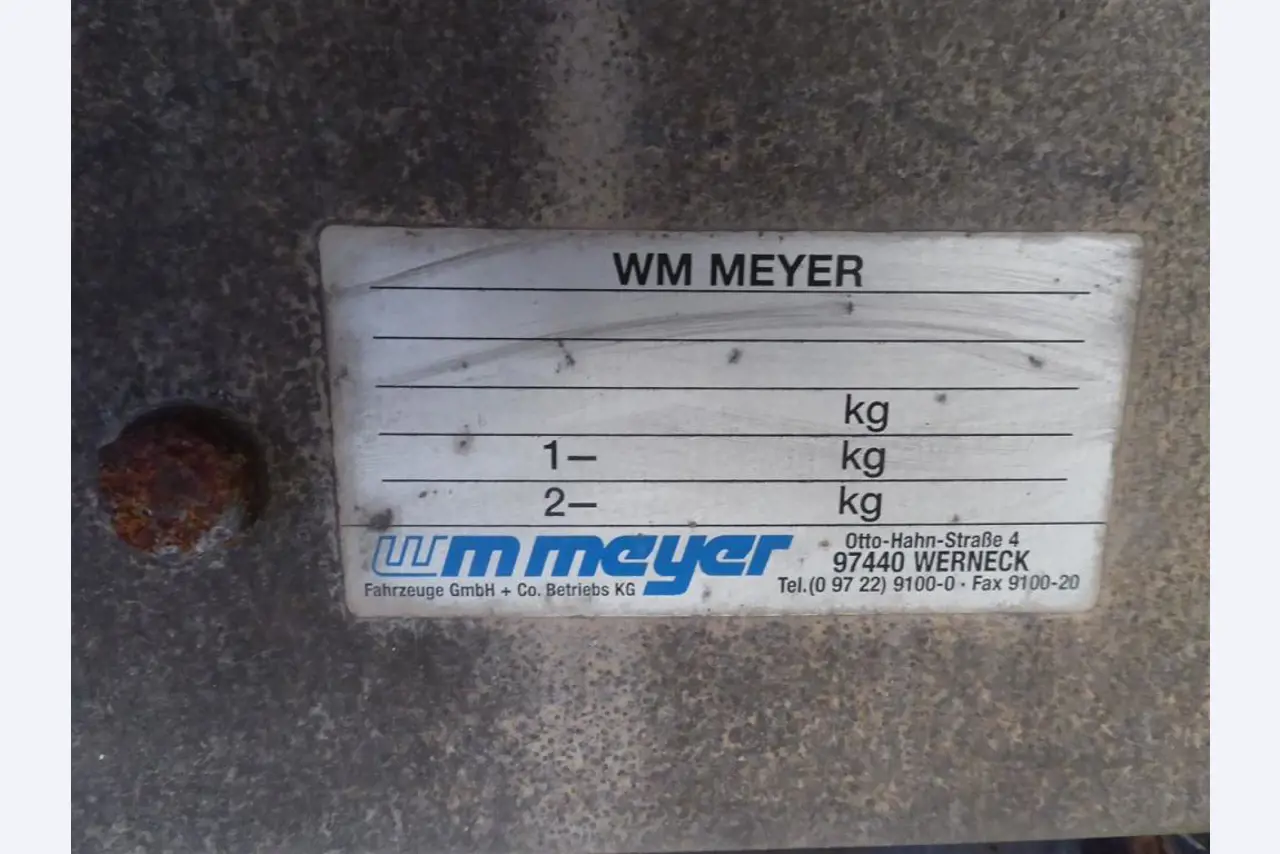 WM MEYER
kg
1– kg
2– kg
wm meyer
Fahrzeuge GmbH + Co. Betriebs KG
Otto-Hahn-Straße 4
97440 WERNECK
Tel.(0 97 22) 9100-0 · Fax 9100-20